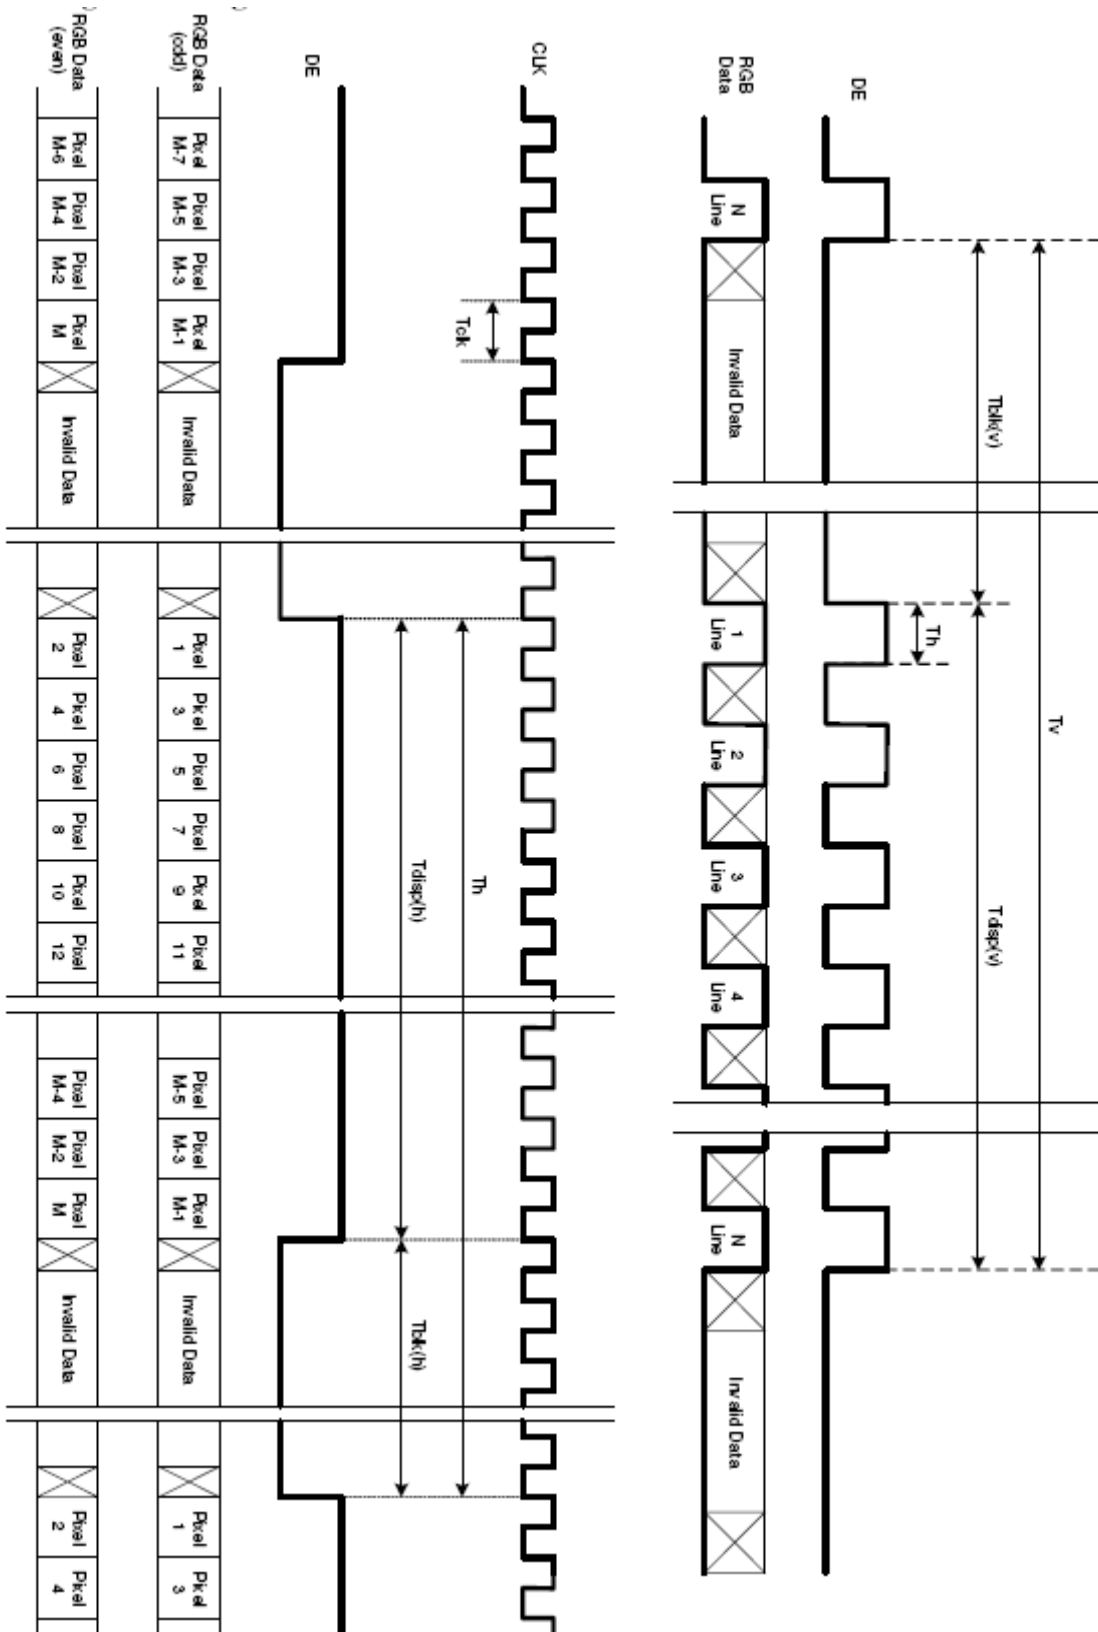 DE
RGB
Data
N
Line
Invalid Data
1
Line
2
Line
3
Line
4
Line
N
Line
Invalid Data
Tblk(v)
Th
Tdisp(v)
Tv
CLK
Tclk
Th
DE
Tdisp(h)
Tblk(h)
RGB Data
(odd)
Pixel
M-7
Pixel
M-5
Pixel
M-3
Pixel
M-1
Invalid Data
Pixel
1
Pixel
3
Pixel
5
Pixel
7
Pixel
9
Pixel
11
Pixel
M-5
Pixel
M-3
Pixel
M-1
Invalid Data
Pixel
1
Pixel
3
RGB Data
(even)
Pixel
M-6
Pixel
M-4
Pixel
M-2
Pixel
M
Invalid Data
Pixel
2
Pixel
4
Pixel
6
Pixel
8
Pixel
10
Pixel
12
Pixel
M-4
Pixel
M-2
Pixel
M
Invalid Data
Pixel
2
Pixel
4